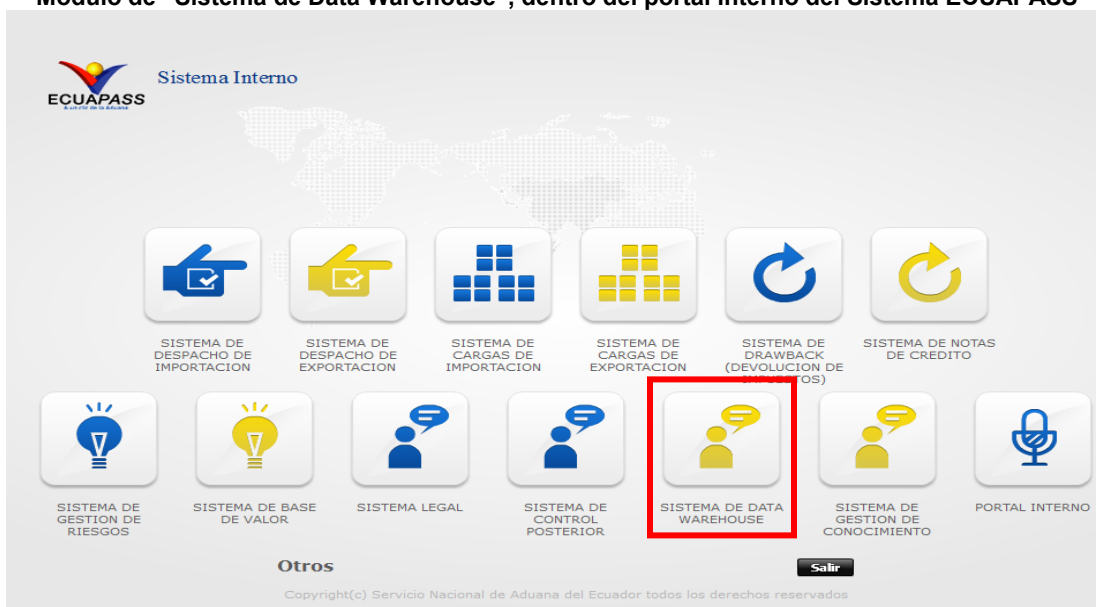 Módulo de "Sistema de Data Warehouse", dentro del portal interno del Sistema ECUAPASS
ECUAPASS
Sistema Interno
SISTEMA DE
DESPACHO DE
IMPORTACION
SISTEMA DE
DESPACHO DE
EXPORTACION
SISTEMA DE
CARGAS DE
IMPORTACION
SISTEMA DE
CARGAS DE
EXPORTACION
SISTEMA DE
DRAWBACK
(DEVOLUCION DE
IMPUESTOS)
SISTEMA DE NOTAS
DE CREDITO
SISTEMA DE
GESTION DE
RIESGOS
SISTEMA DE BASE
DE VALOR
SISTEMA LEGAL
SISTEMA DE
CONTROL
POSTERIOR
SISTEMA DE DATA
WAREHOUSE
SISTEMA DE
GESTION DE
CONOCIMIENTO
PORTAL INTERNO
Otros
Salir
Copyright(c) Servicio Nacional de Aduana del Ecuador todos los derechos reservados